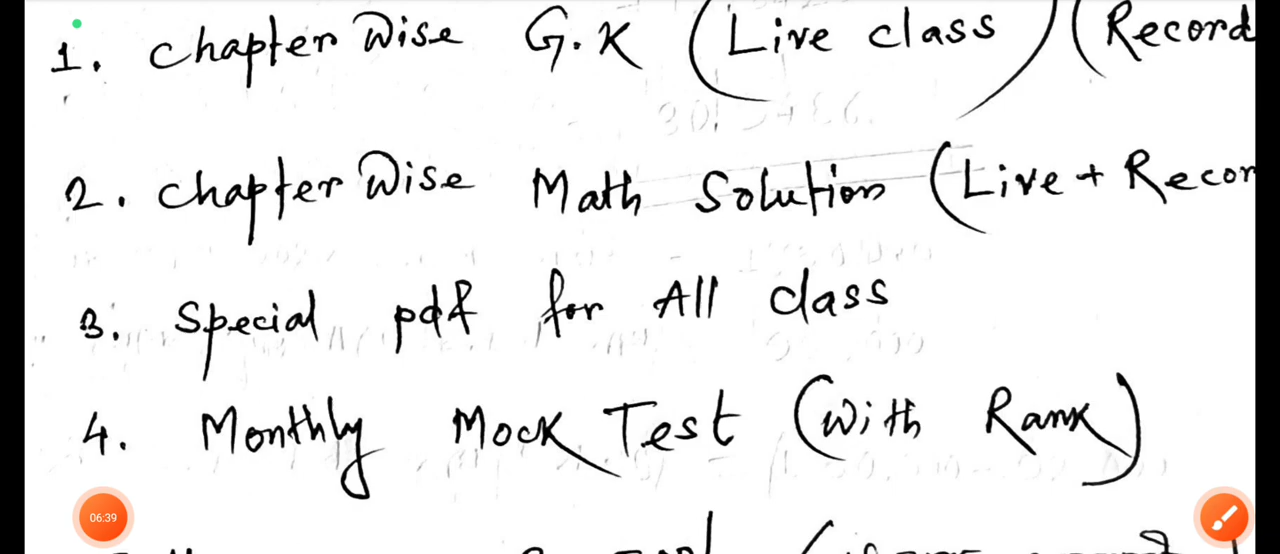 1. Chapter Wise G.K (Live class) (Record
2. Chapter Wise Math Solution (Live + Recor
3. Special pdf for All class
4. Monthly Mock Test (With Rank)
06:39